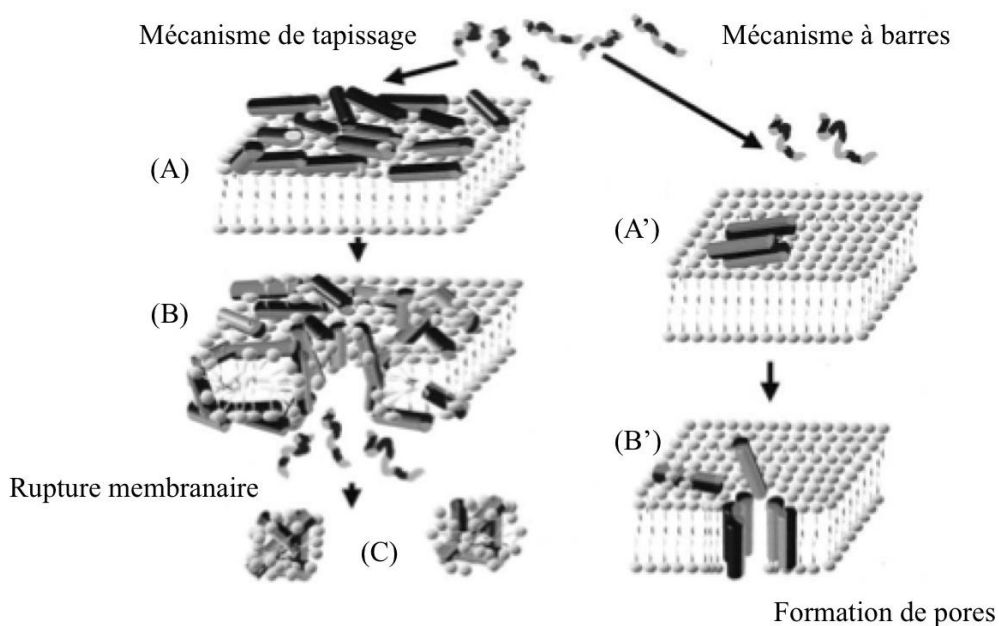 Mécanisme de tapissage
Mécanisme à barres
(A)
(A’)
(B)
(B’)
Rupture membranaire
(C)
Formation de pores